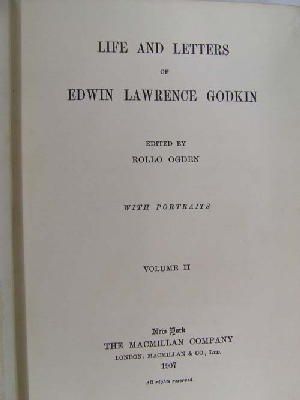 LIFE AND LETTERS
OF
EDWIN LAWRENCE GODKIN
EDITED BY
ROLLO OGDEN
WITH PORTRAITS
VOLUME II
New York
THE MACMILLAN COMPANY
LONDON: MACMILLAN & CO., LTD.
1907
All rights reserved